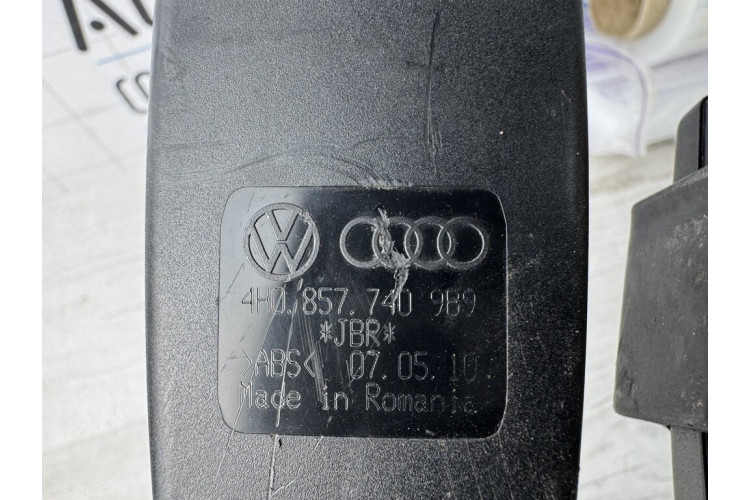 4H0.857.740 9B9
*JBR*
>ABS< 07.05.10
Made in Romania